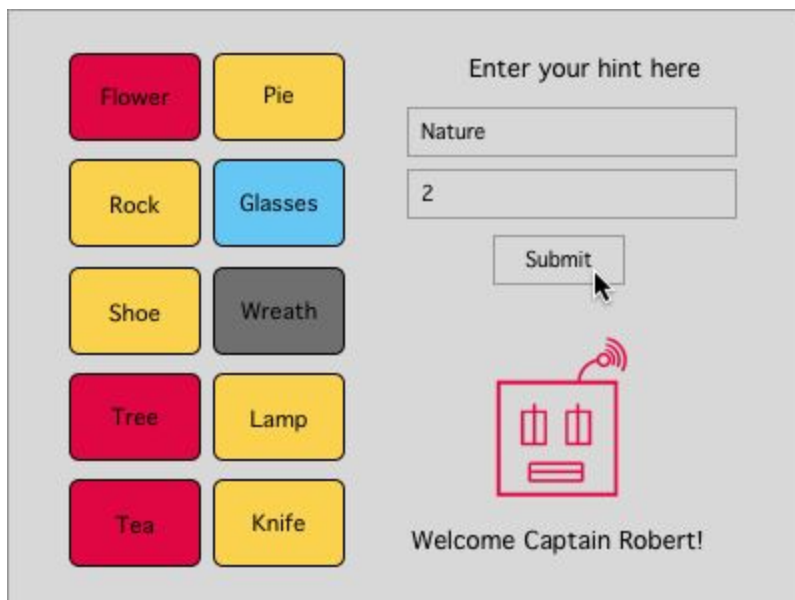 Flower
Pie
Rock
Glasses
Shoe
Wreath
Tree
Lamp
Tea
Knife
Enter your hint here
Nature
2
Submit
Welcome Captain Robert!